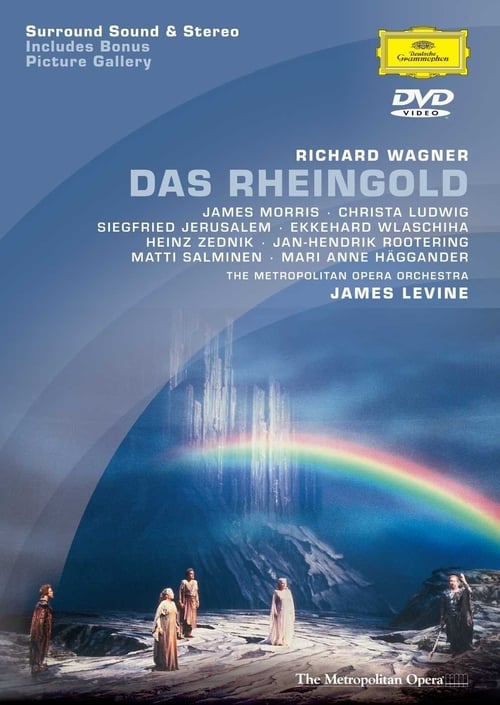 Surround Sound & Stereo
Includes Bonus
Picture Gallery
Deutsche
Grammophon
DVD
VIDEO
RICHARD WAGNER
DAS RHEINGOLD
JAMES MORRIS · CHRISTA LUDWIG
SIEGFRIED JERUSALEM · EKKEHARD WLASCHIHA
HEINZ ZEDNIK · JAN-HENDRIK ROOTERING
MATTI SALMINEN · MARI ANNE HÄGGANDER
THE METROPOLITAN OPERA ORCHESTRA
JAMES LEVINE
The Metropolitan Opera